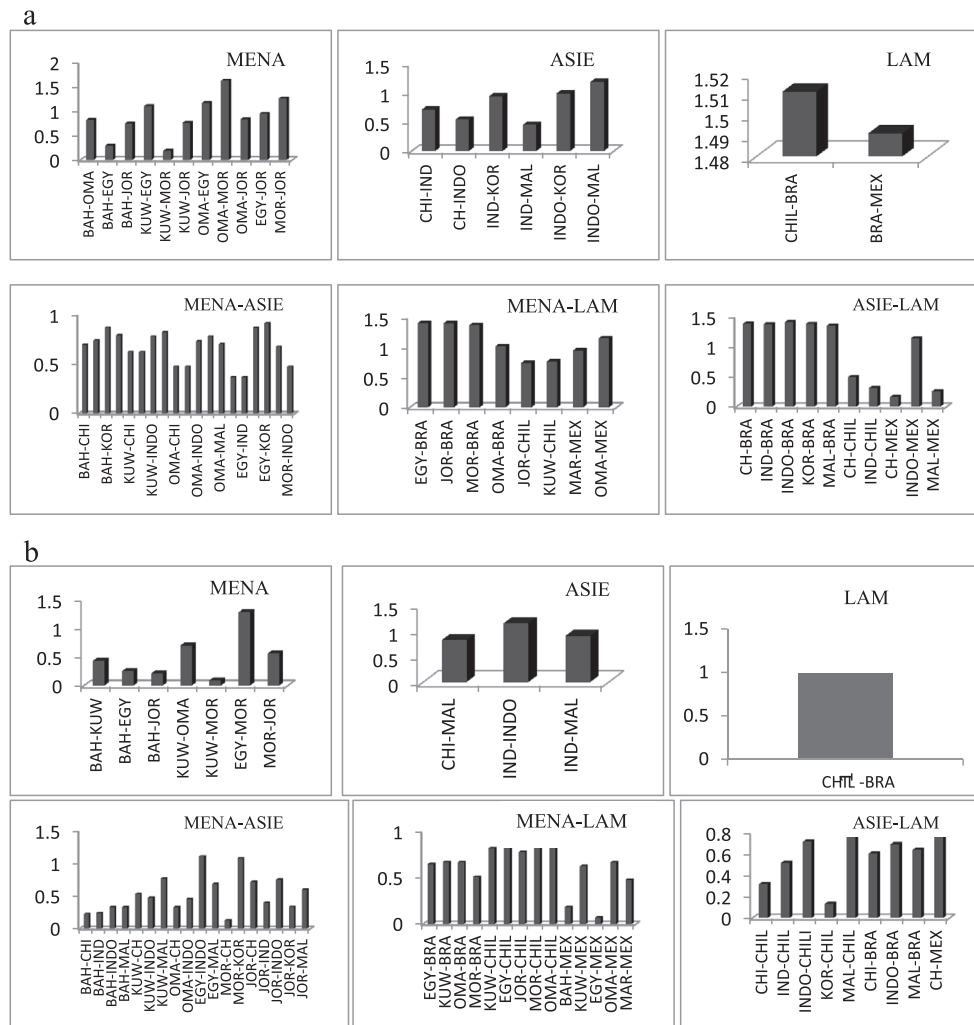 a
MENA
2
1.5
1
0.5
0
BAH-OMA
BAH-EGY
BAH-JOR
KUW-EGY
KUW-MOR
KUW-JOR
OMA-EGY
OMA-MOR
OMA-JOR
EGY-JOR
MOR-JOR
ASIE
1.5
1
0.5
0
CHI-IND
CH-INDO
IND-KOR
IND-MAL
INDO-KOR
INDO-MAL
LAM
1.52
1.51
1.5
1.49
1.48
CHIL-BRA
BRA-MEX
MENA-ASIE
1
0.5
0
BAH-CHI
BAH-KOR
KUW-CHI
KUW-INDO
OMA-CHI
OMA-INDO
OMA-MAL
EGY-IND
EGY-KOR
MOR-INDO
MENA-LAM
1.5
1
0.5
0
EGY-BRA
JOR-BRA
MOR-BRA
OMA-BRA
JOR-CHIL
KUW-CHIL
MAR-MEX
OMA-MEX
ASIE-LAM
1.5
1
0.5
0
CH-BRA
IND-BRA
INDO-BRA
KOR-BRA
MAL-BRA
CH-CHIL
IND-CHIL
CH-MEX
INDO-MEX
MAL-MEX
b
MENA
1.5
1
0.5
0
BAH-KUW
BAH-EGY
BAH-JOR
KUW-OMA
KUW-MOR
EGY-MOR
MOR-JOR
ASIE
1.5
1
0.5
0
CHI-MAL
IND-INDO
IND-MAL
LAM
1.5
1
0.5
0
-BRA
MENA-ASIE
1.5
1
0.5
0
BAH-CHI
BAH-IND
BAH-INDO
BAH-MAL
KUW-CH
KUW-INDO
KUW-MAL
OMA-CH
OMA-INDO
EGY-INDO
EGY-MAL
MOR-CH
MOR-KOR
JOR-CH
JOR-IND
JOR-INDO
JOR-KOR
JOR-MAL
MENA-LAM
1
0.5
0
EGY-BRA
KUW-BRA
OMA-BRA
MOR-BRA
KUW-CHIL
EGY-CHIL
JOR-CHIL
MOR-CHIL
OMA-CHIL
BAH-MEX
KUW-MEX
EGY-MEX
OMA-MEX
MAR-MEX
ASIE-LAM
0.8
0.6
0.4
0.2
0
CHI-CHIL
IND-CHIL
INDO-CHILI
KOR-CHIL
MAL-CHIL
CHI-BRA
INDO-BRA
MAL-BRA
CH-MEX